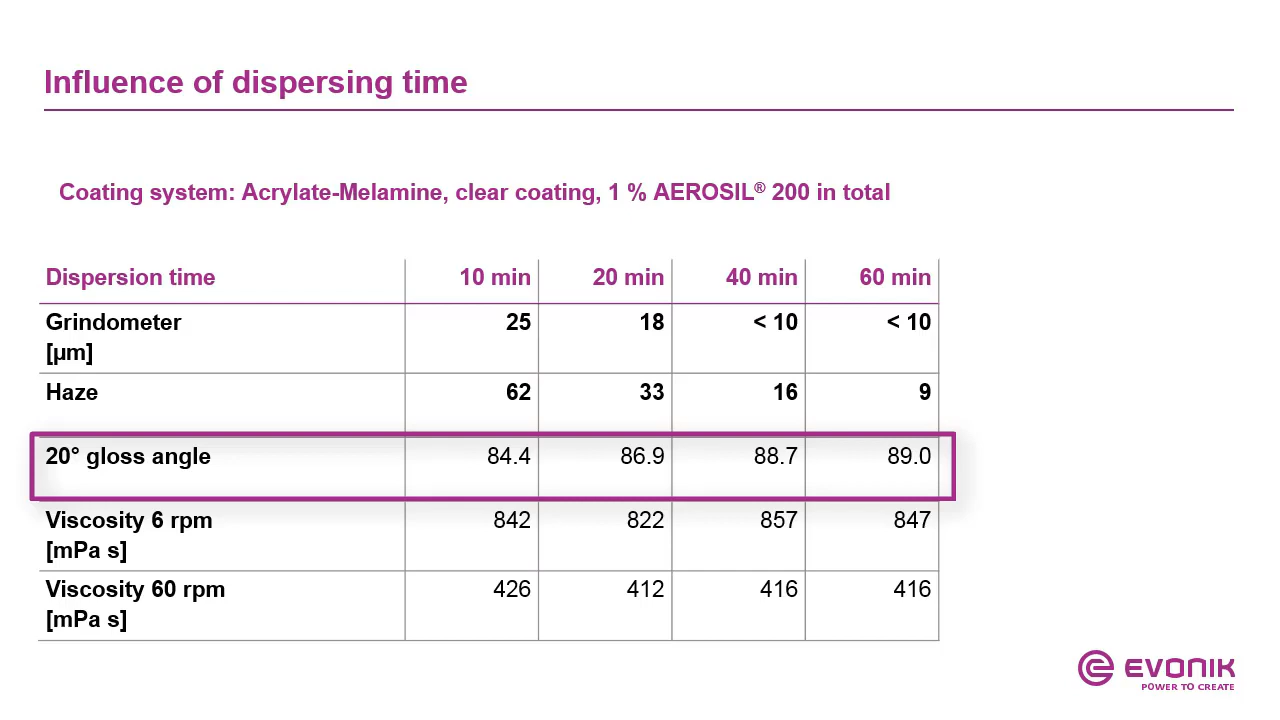 Influence of dispersing time
Coating system: Acrylate-Melamine, clear coating, 1 % AEROSIL® 200 in total
Dispersion time 10 min 20 min 40 min 60 min
Grindometer 25 18 < 10 < 10
[µm]
Haze 62 33 16 9
20° gloss angle 84.4 86.9 88.7 89.0
Viscosity 6 rpm 842 822 857 847
[mPa s]
Viscosity 60 rpm 426 412 416 416
[mPa s]
EVONIK
POWER TO CREATE